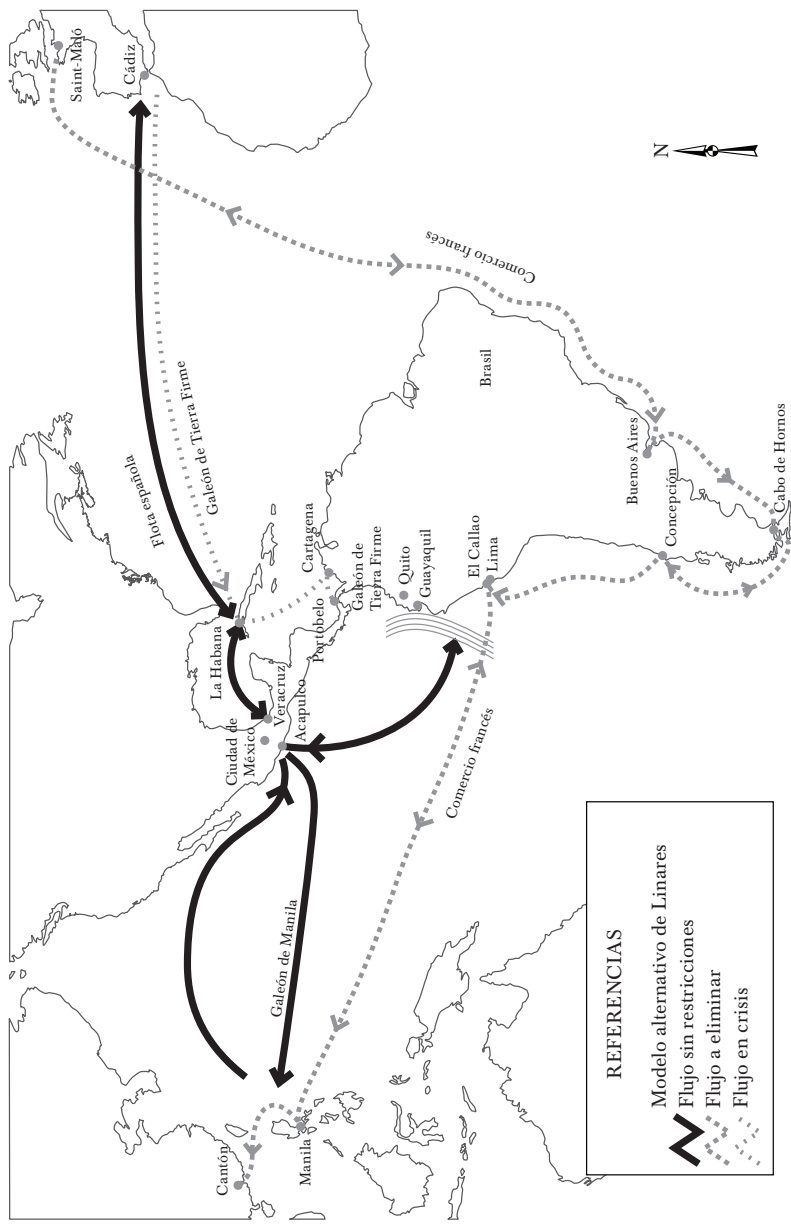 Saint-Maló
Cádiz
N
Comercio francés
Flota española
Galeón de Tierra Firme
La Habana
Ciudad de
México
Veracruz
Acapulco
Cartagena
Portobelo
Galeón de
Tierra Firme
Quito
Guayaquil
El Callao
Lima
Brasil
Buenos Aires
Concepción
Cabo de Hornos
Comercio francés
Galeón de Manila
Cantón
Manila
REFERENCIAS
Modelo alternativo de Linares
Flujo sin restricciones
Flujo a eliminar
Flujo en crisis